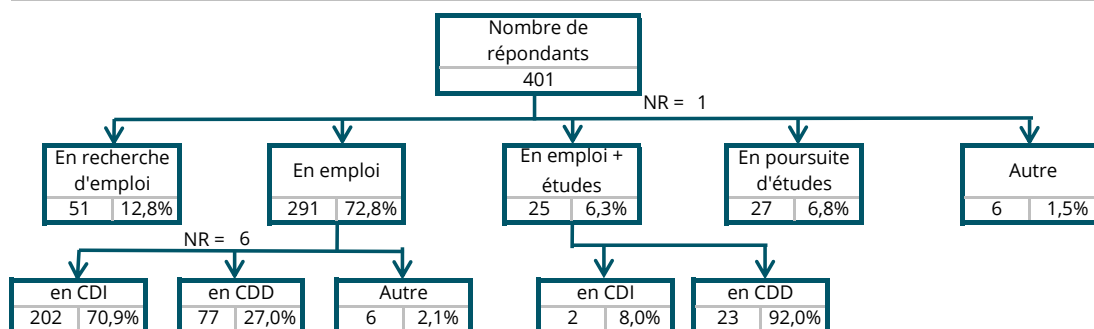 Nombre de
répondants
401
NR = 1
En recherche
d'emploi
51 12,8%
En emploi
291 72,8%
En emploi +
études
25 6,3%
En poursuite
d'études
27 6,8%
Autre
6 1,5%
NR = 6
en CDI
202 70,9%
en CDD
77 27,0%
Autre
6 2,1%
en CDI
2 8,0%
en CDD
23 92,0%